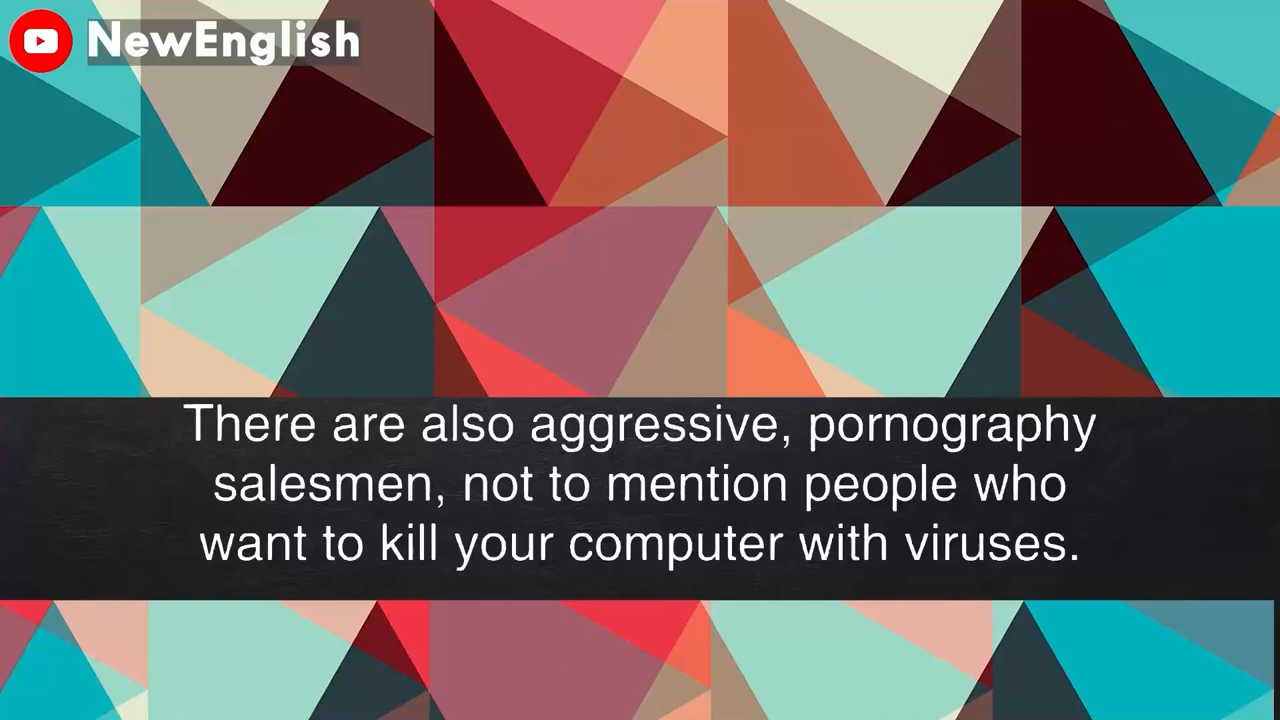 NewEnglish
There are also aggressive, pornography
salesmen, not to mention people who
want to kill your computer with viruses.